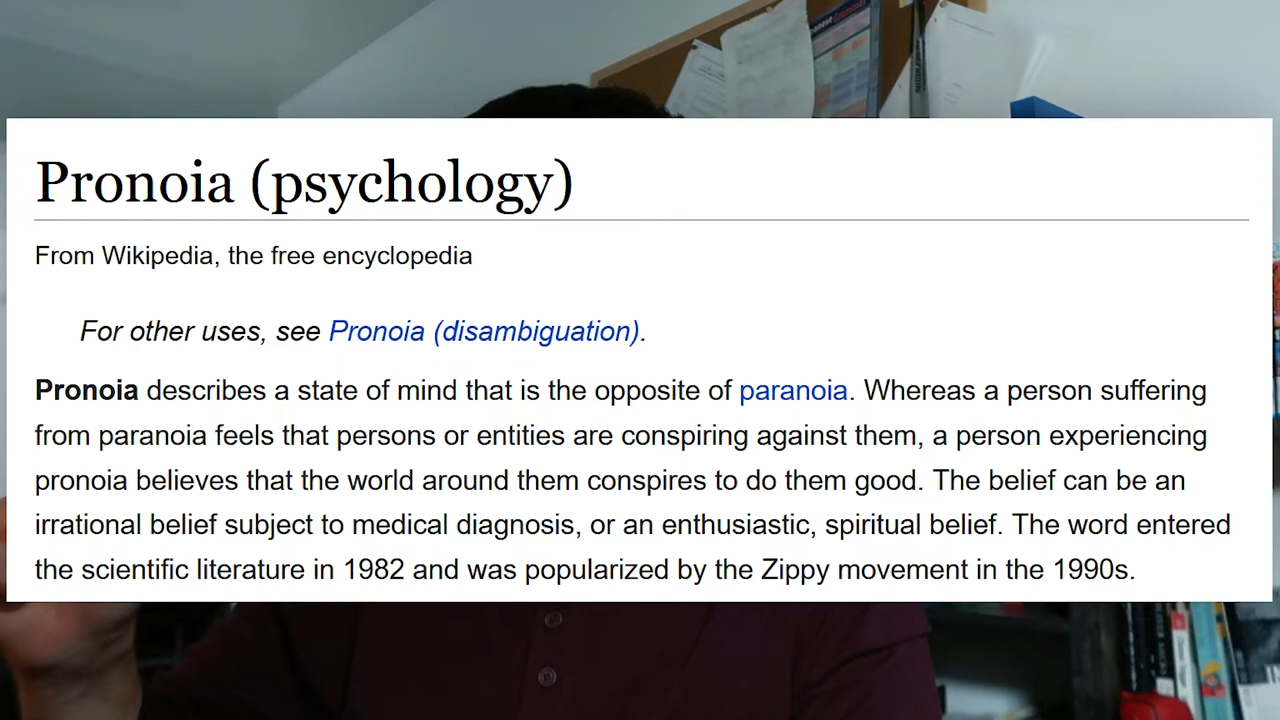 Pronoia (psychology)
From Wikipedia, the free encyclopedia
For other uses, see Pronoia (disambiguation).
Pronoia describes a state of mind that is the opposite of paranoia. Whereas a person suffering
from paranoia feels that persons or entities are conspiring against them, a person experiencing
pronoia believes that the world around them conspires to do them good. The belief can be an
irrational belief subject to medical diagnosis, or an enthusiastic, spiritual belief. The word entered
the scientific literature in 1982 and was popularized by the Zippy movement in the 1990s.